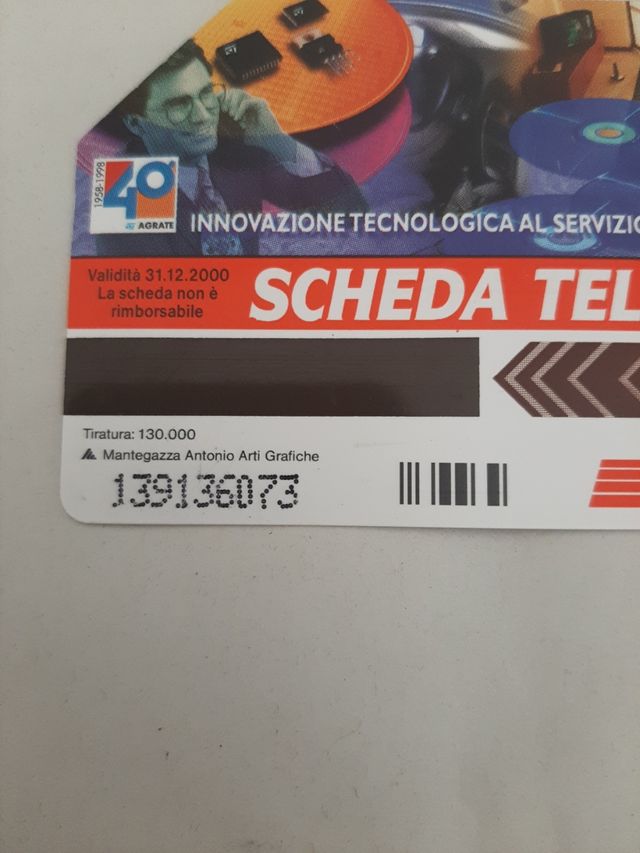 1958-1998
40°
ST AGRATE
INNOVAZIONE TECNOLOGICA AL SERVIZIO
Validità 31.12.2000
La scheda non è
rimborsabile
SCHEDA TEL
Tiratura: 130.000
Mantegazza Antonio Arti Grafiche
139136073